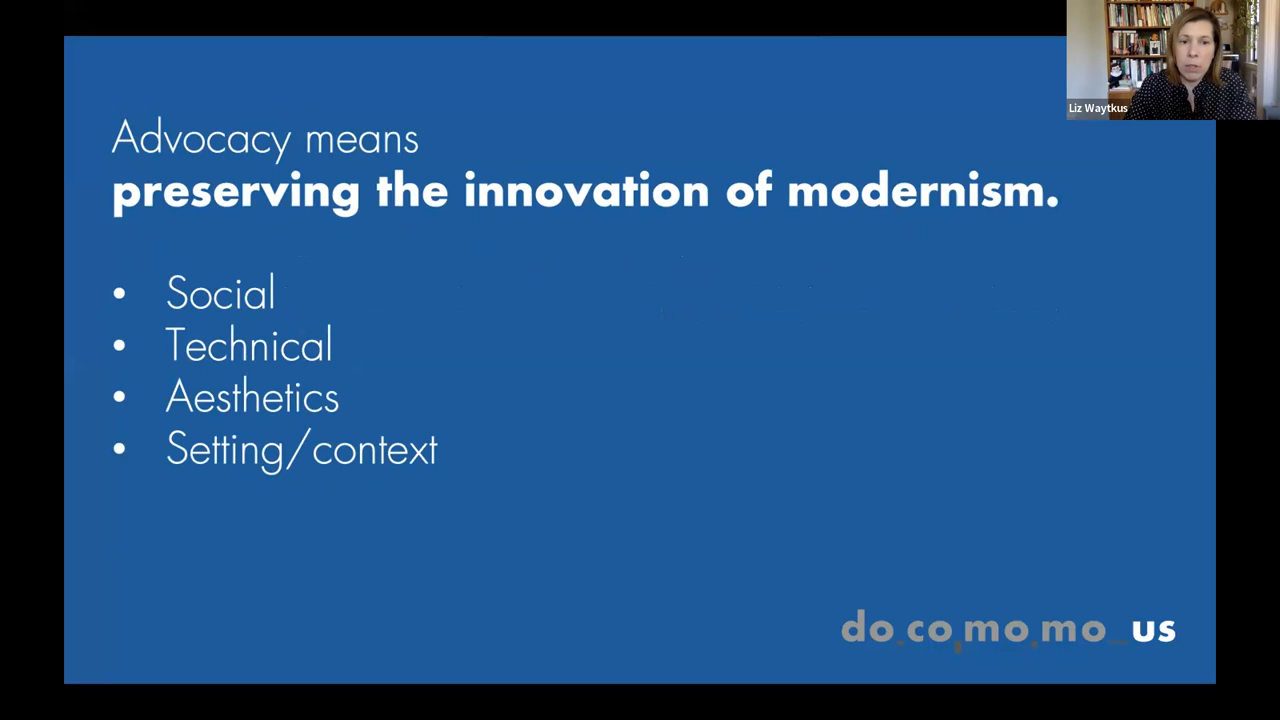 Liz Waytkus
Advocacy means
preserving the innovation of modernism.
• Social
• Technical
• Aesthetics
• Setting/context
do.co,mo.mo_us